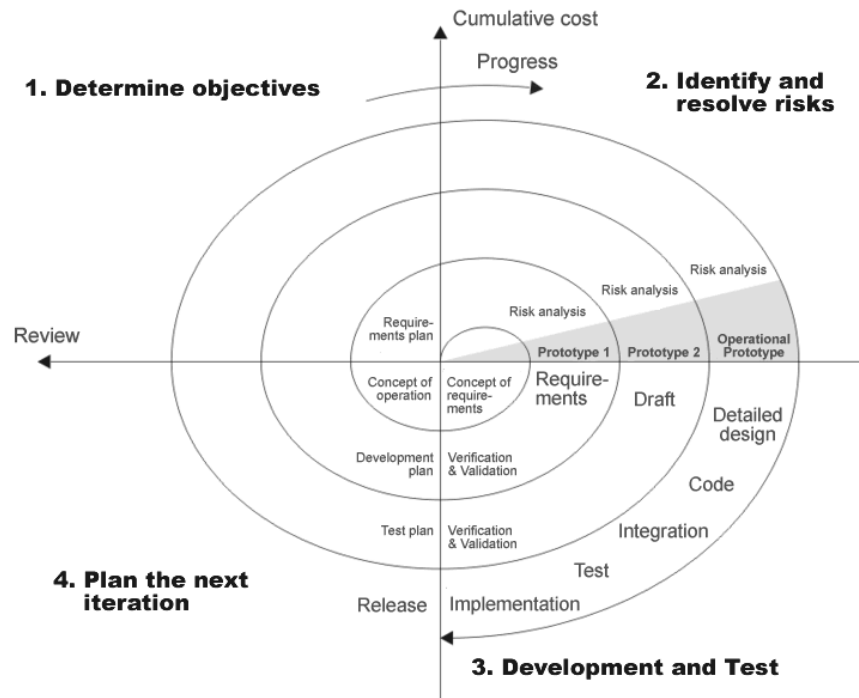 Cumulative cost
Progress
1. Determine objectives
2. Identify and
resolve risks
Risk analysis
Risk analysis
Risk analysis
Require-
ments plan
Review
Prototype 1
Prototype 2
Operational
Prototype
Concept of
operation
Concept of
require-
ments
Require-
ments
Draft
Detailed
design
Development
plan
Verification
& Validation
Code
Test plan
Verification
& Validation
Integration
Test
4. Plan the next
iteration
Release
Implementation
3. Development and Test